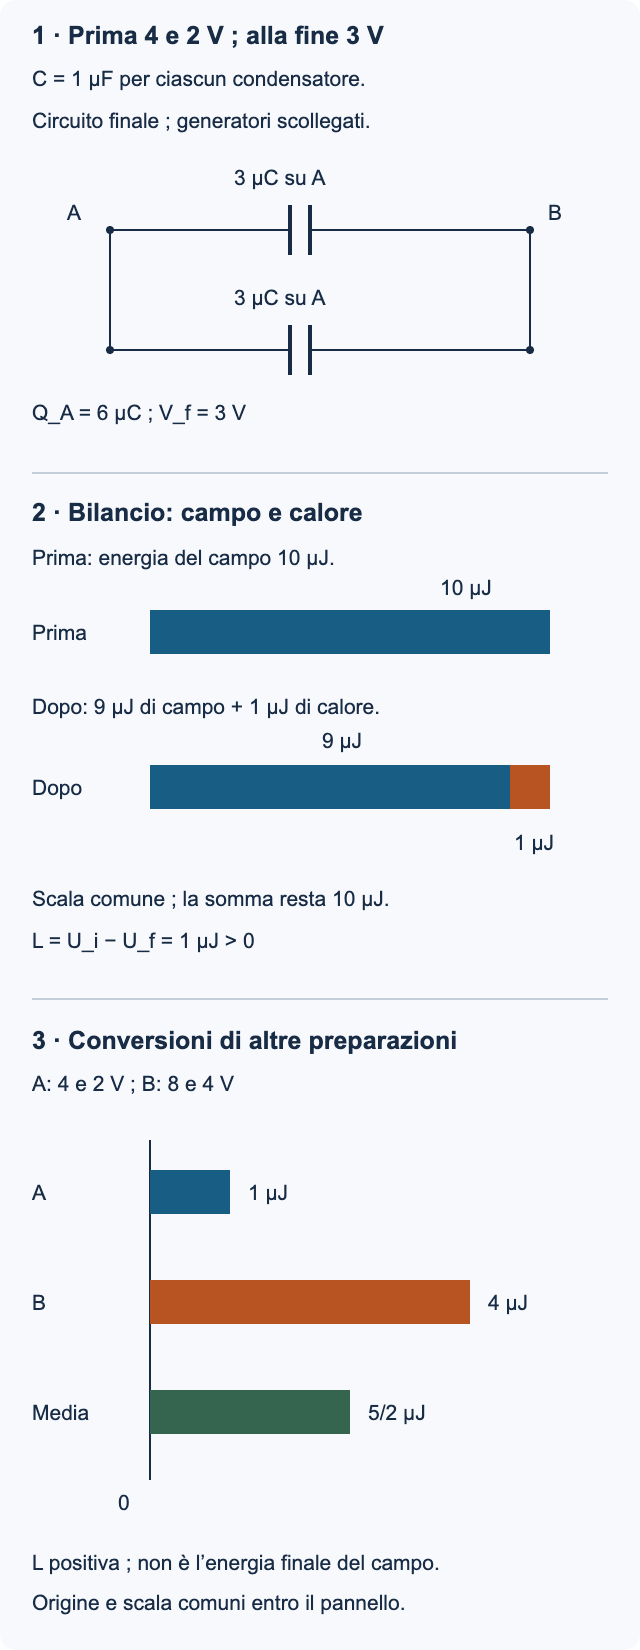 1 · Prima 4 e 2 V ; alla fine 3 V
C = 1 µF per ciascun condensatore.
Circuito finale ; generatori scollegati.
3 µC su A
A
B
3 µC su A
Q_A = 6 µC ; V_f = 3 V
2 · Bilancio: campo e calore
Prima: energia del campo 10 µJ.
10 µJ
Prima
Dopo: 9 µJ di campo + 1 µJ di calore.
9 µJ
Dopo
1 µJ
Scala comune ; la somma resta 10 µJ.
L = U_i − U_f = 1 µJ > 0
3 · Conversioni di altre preparazioni
A: 4 e 2 V ; B: 8 e 4 V
A
1 µJ
B
4 µJ
Media
5/2 µJ
0
L positiva ; non è l’energia finale del campo.
Origine e scala comuni entro il pannello.